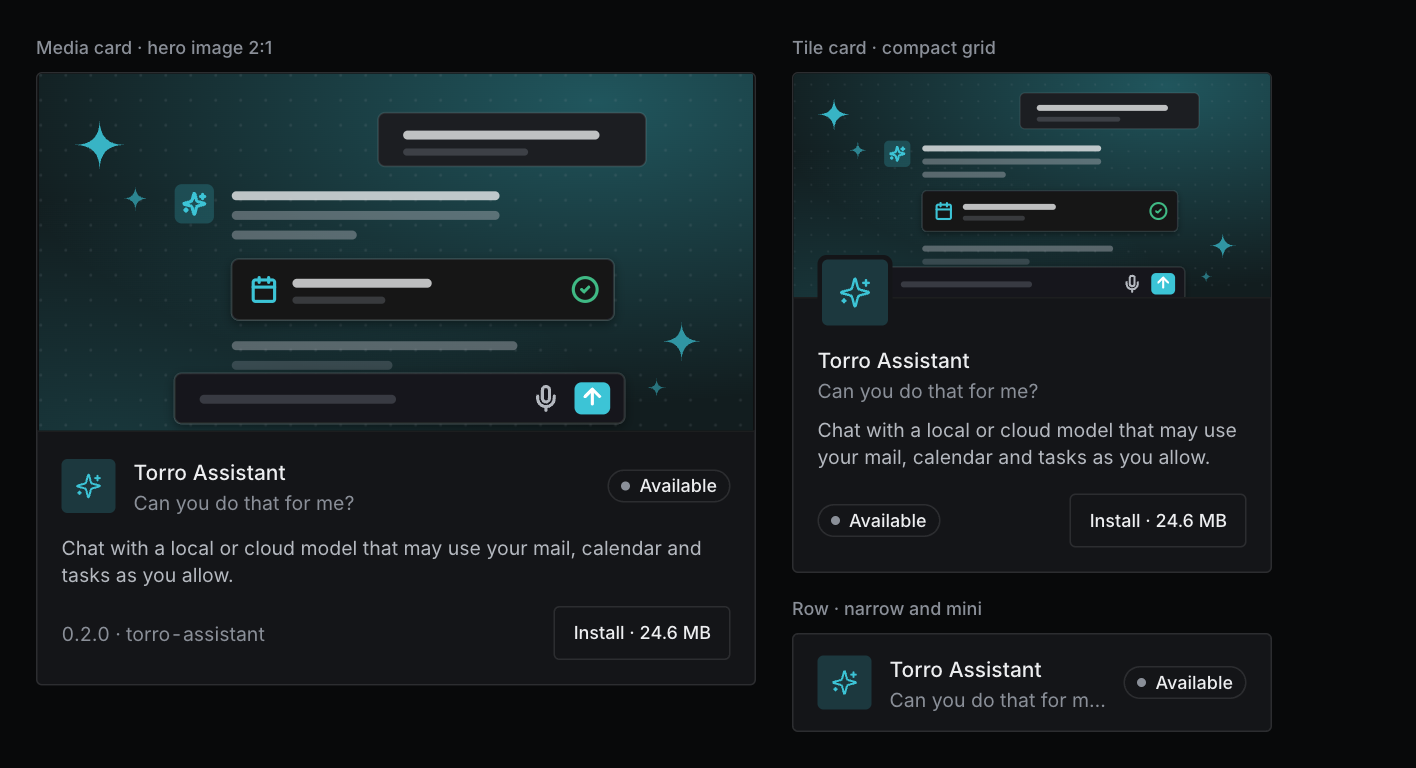 Media card · hero image 2:1
Torro Assistant
Can you do that for me?
Available
Chat with a local or cloud model that may use your mail, calendar and
tasks as you allow.
0.2.0 · torro-assistant
Install · 24.6 MB
Tile card · compact grid
Torro Assistant
Can you do that for me?
Chat with a local or cloud model that may use
your mail, calendar and tasks as you allow.
Available
Install · 24.6 MB
Row · narrow and mini
Torro Assistant
Can you do that for m...
Available